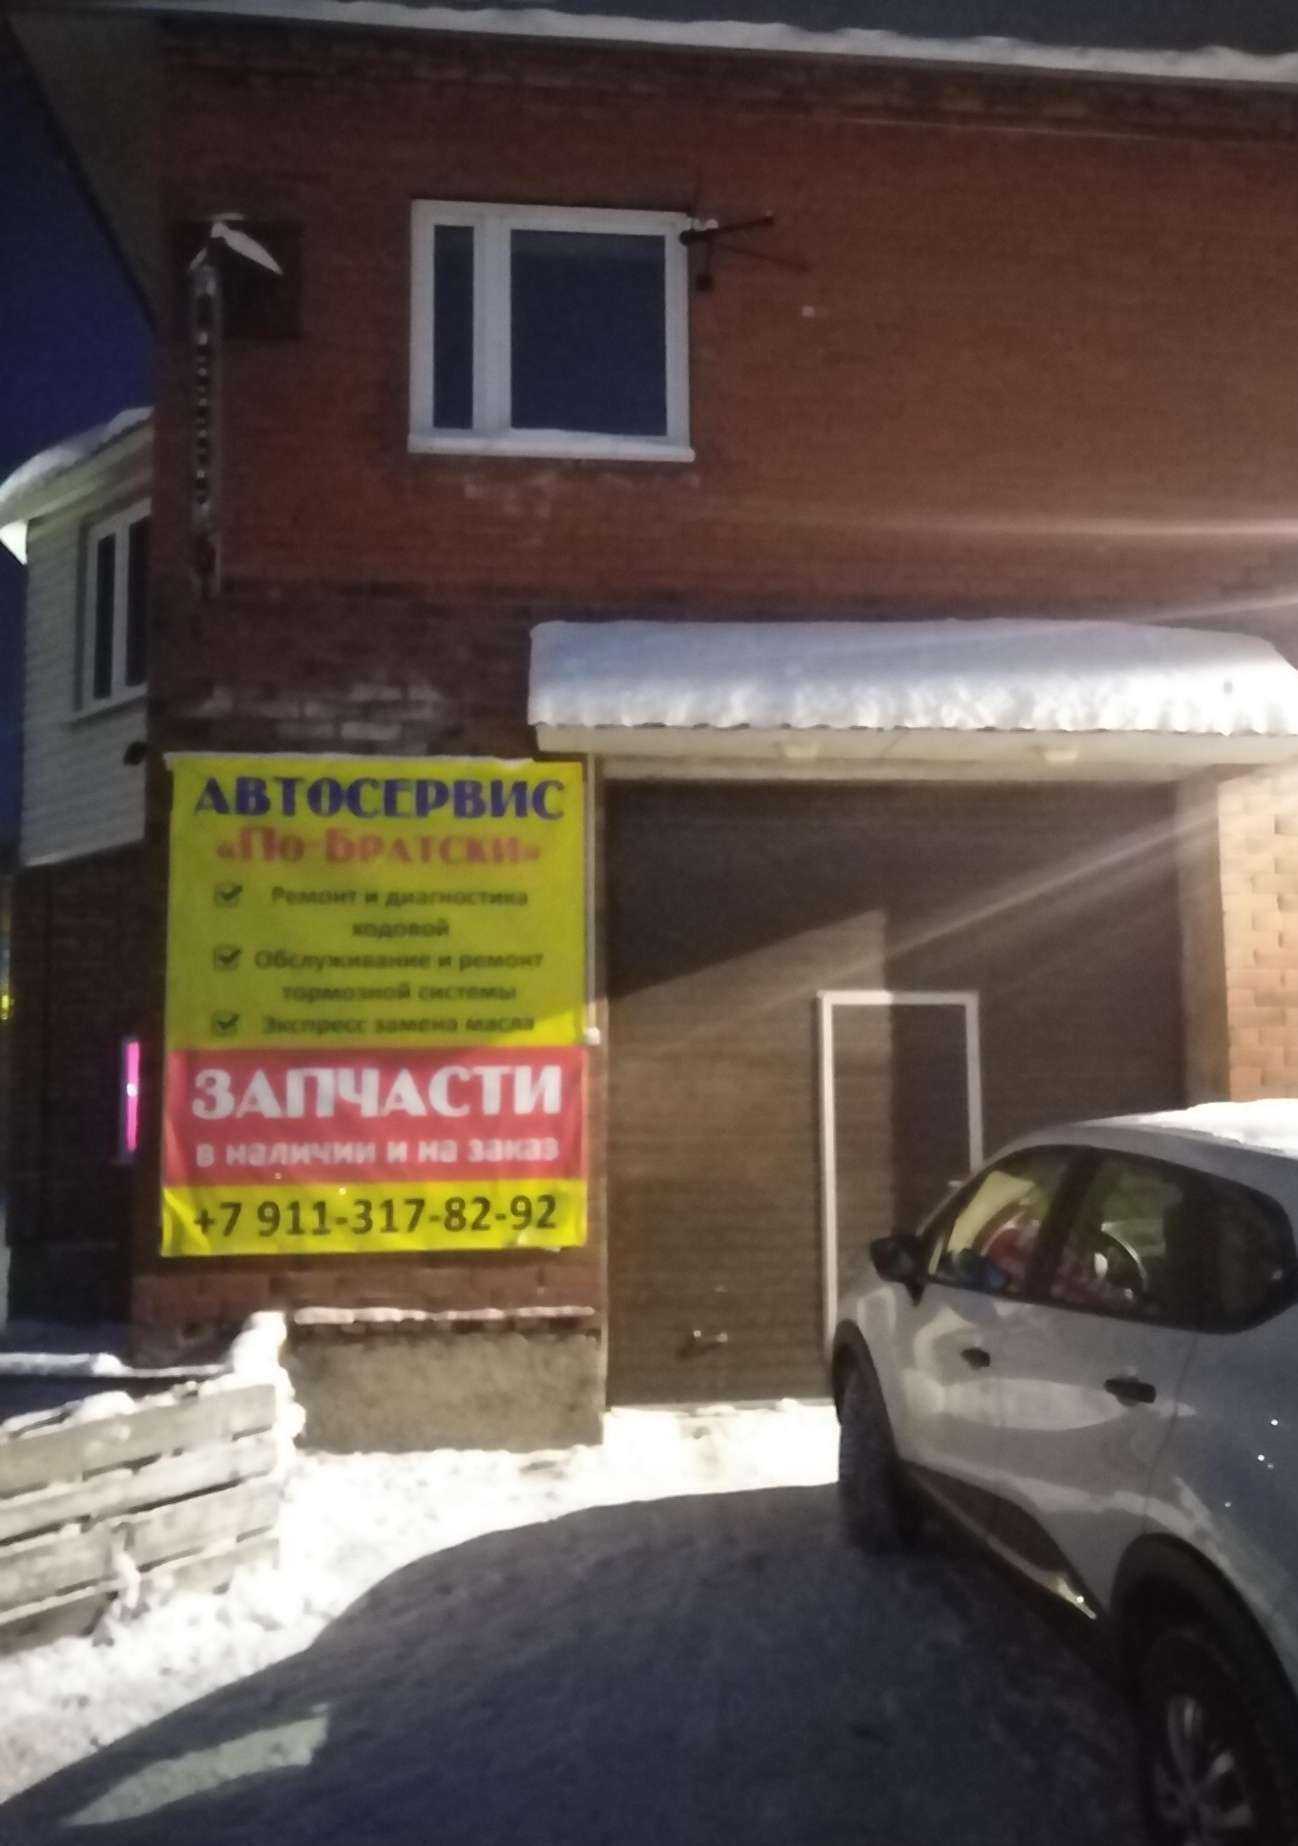 АВТОСЕРВИС
«По-Братски»
Ремонт и диагностика
ходовой
Обслуживание и ремонт
тормозной системы
Экспресс замена масла
ЗАПЧАСТИ
в наличии и на заказ
+7 911-317-82-92